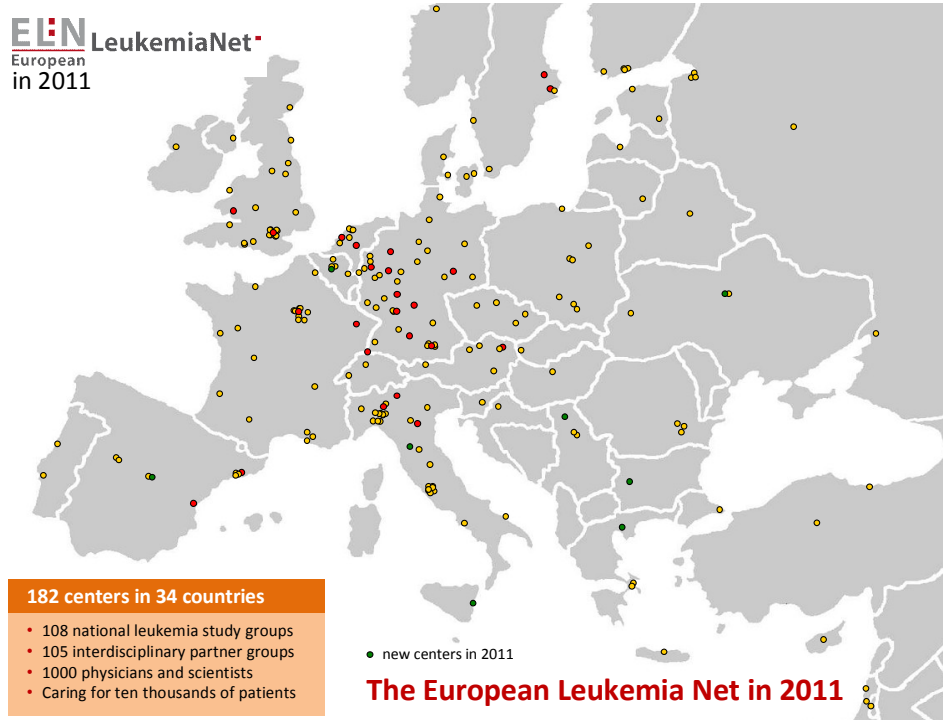 ELN LeukemiaNet
European
in 2011
182 centers in 34 countries
• 108 national leukemia study groups
• 105 interdisciplinary partner groups
• 1000 physicians and scientists
• Caring for ten thousands of patients
new centers in 2011
The European Leukemia Net in 2011